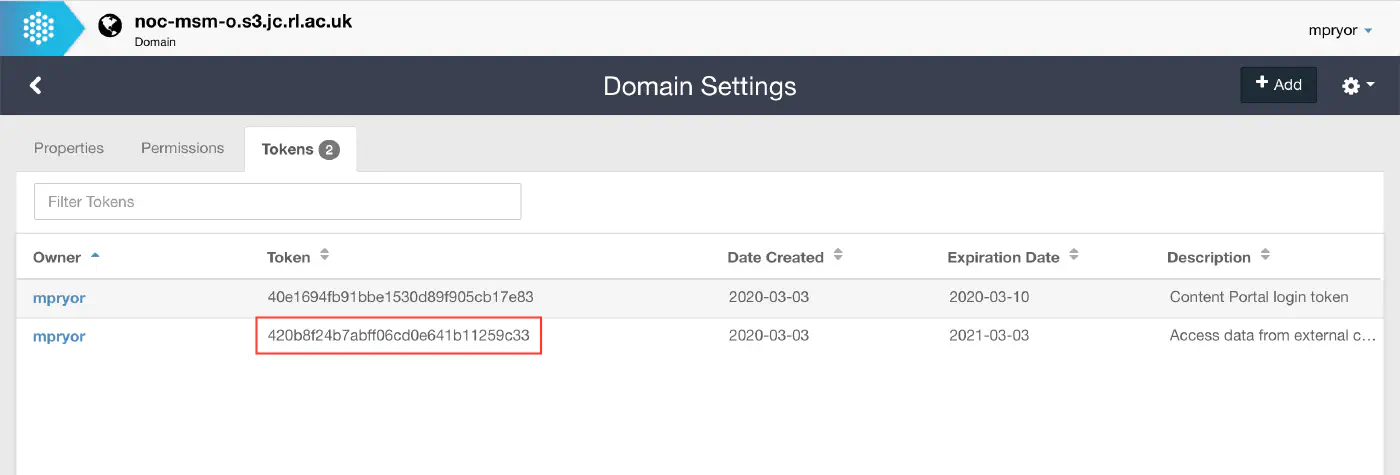 noc-msm-o.s3.jc.rl.ac.uk
Domain
mpryor
Domain Settings
Add
Properties Permissions Tokens 2
Filter Tokens
Owner Token Date Created Expiration Date Description
mpryor 40e1694fb91bbe1530d89f905cb17e83 2020-03-03 2020-03-10 Content Portal login token
mpryor 420b8f24b7abff06cd0e641b11259c33 2020-03-03 2021-03-03 Access data from external c...